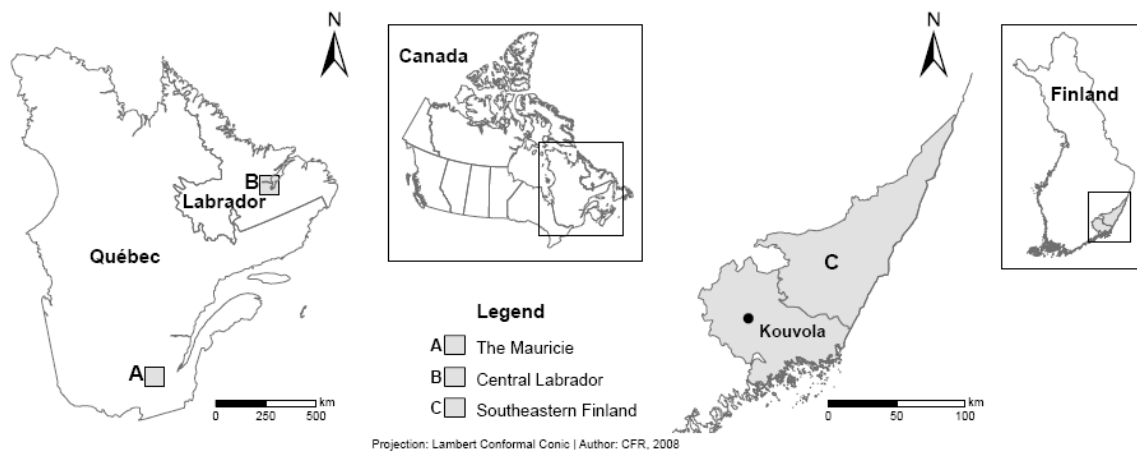 N
Québec
Labrador
A
B
0 250 500 km
Canada
Legend
A The Mauricie
B Central Labrador
C Southeastern Finland
N
C
Kouvola
0 50 100 km
Finland
Projection: Lambert Conformal Conic | Author: CFR, 2008